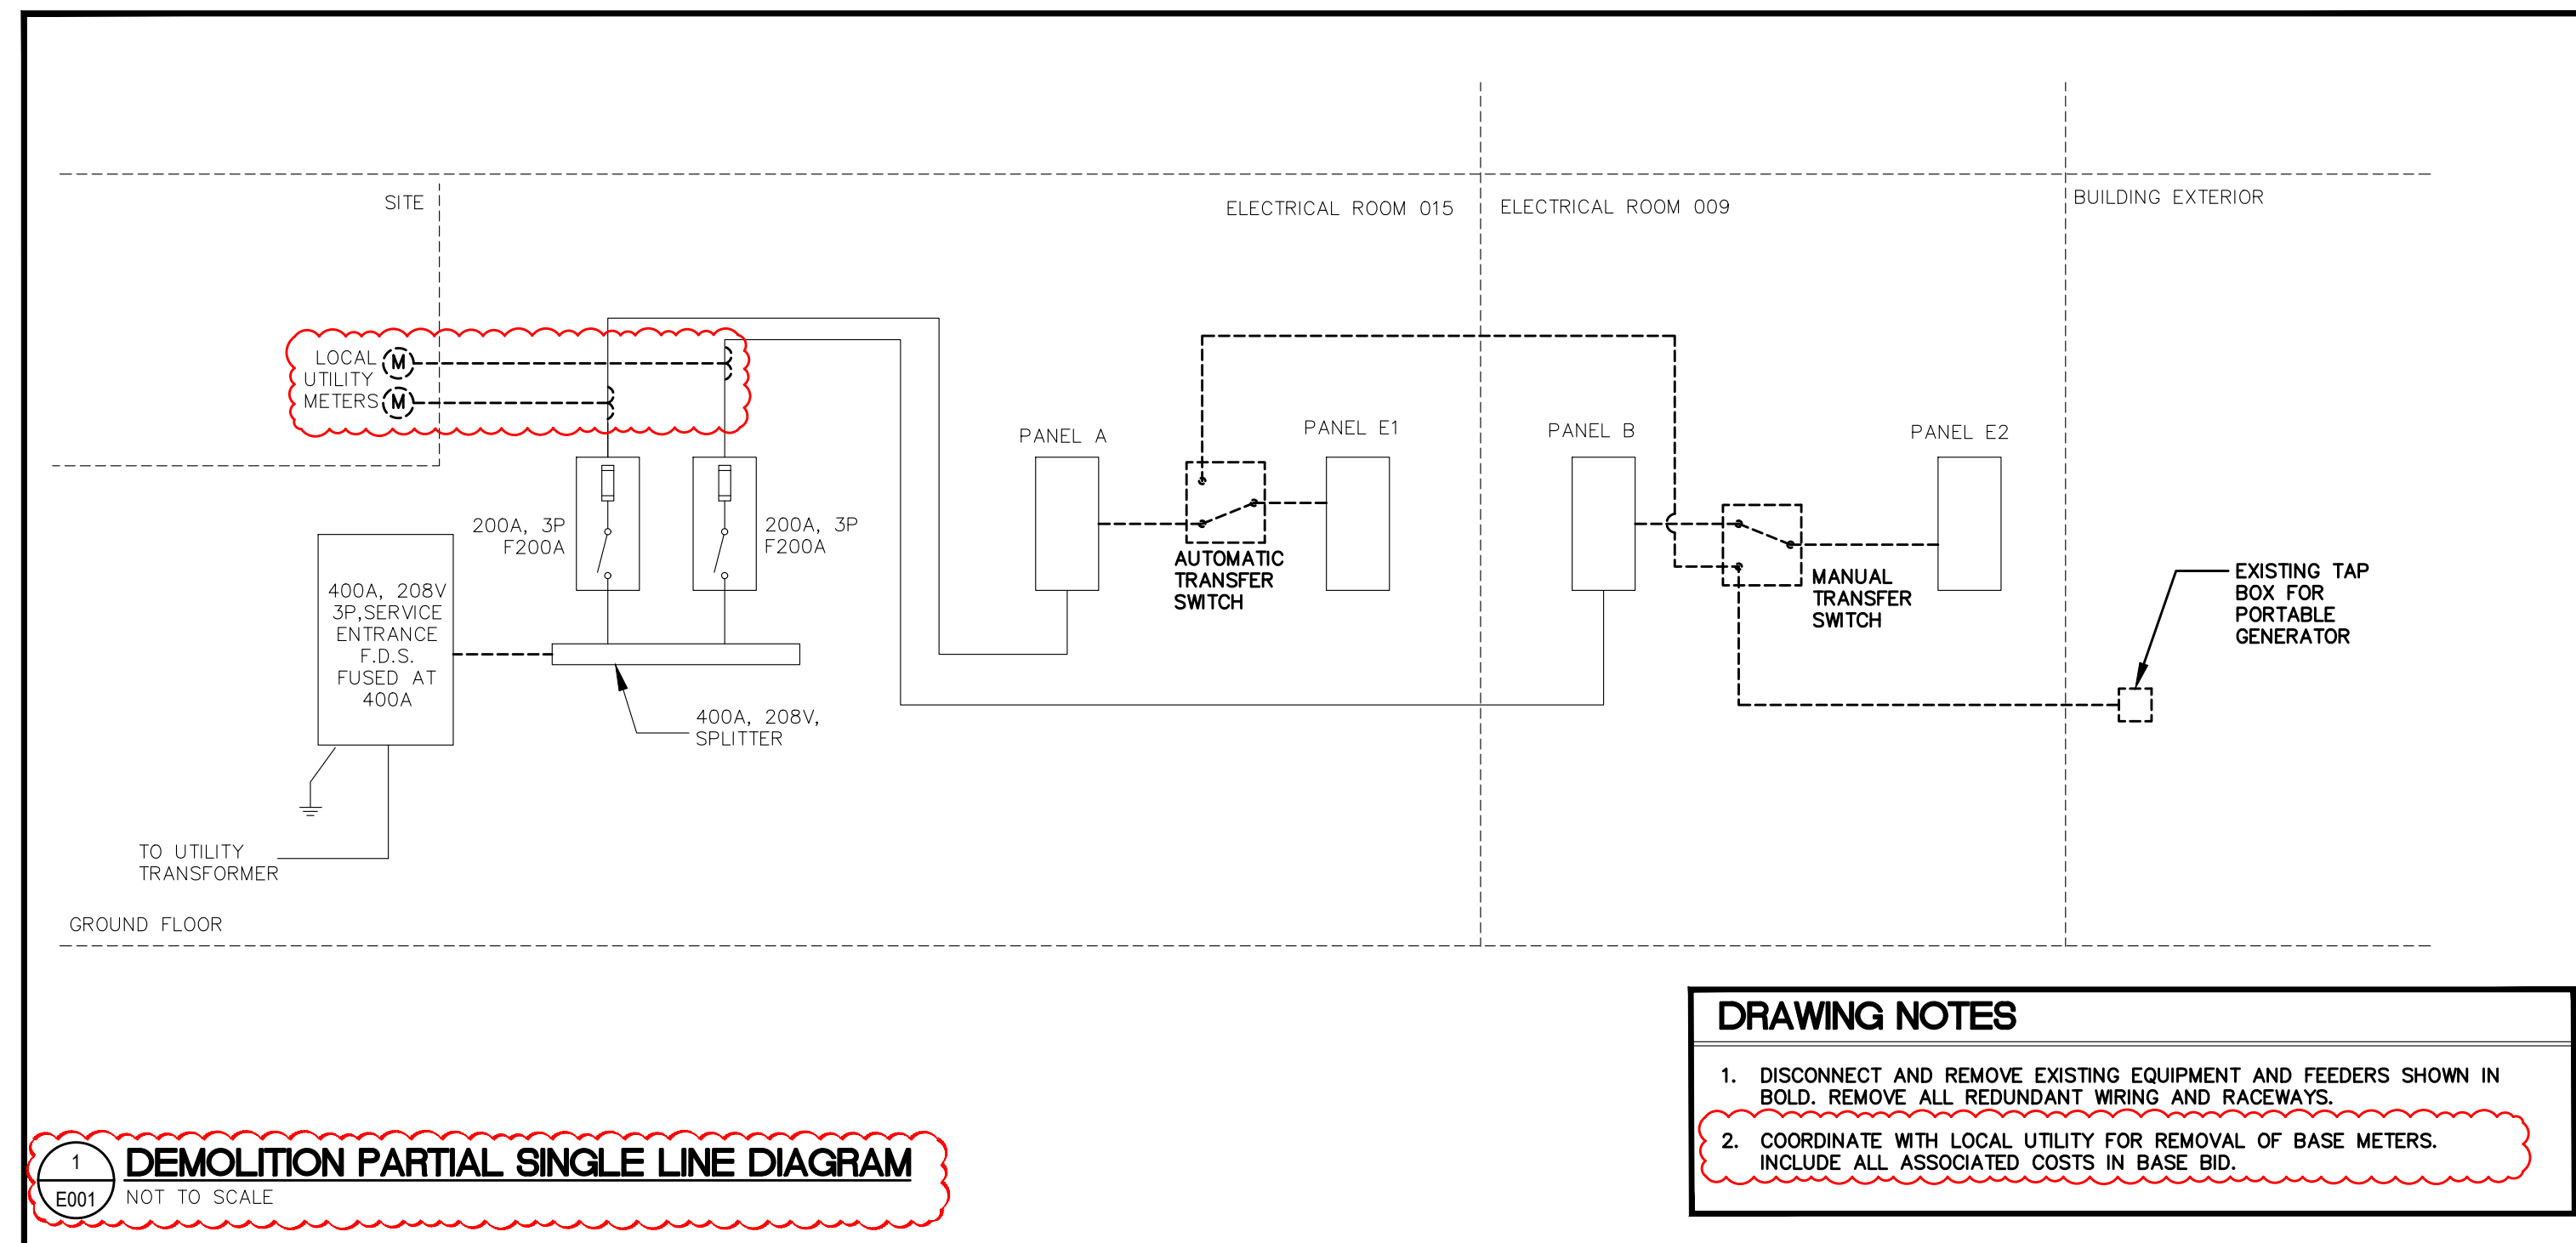 SITE
ELECTRICAL ROOM 015
ELECTRICAL ROOM 009
BUILDING EXTERIOR
LOCAL
UTILITY
METERS
M
M
PANEL A
PANEL E1
PANEL B
PANEL E2
200A, 3P
F200A
200A, 3P
F200A
AUTOMATIC
TRANSFER
SWITCH
MANUAL
TRANSFER
SWITCH
EXISTING TAP
BOX FOR
PORTABLE
GENERATOR
400A, 208V
3P,SERVICE
ENTRANCE
F.D.S.
FUSED AT
400A
400A, 208V,
SPLITTER
TO UTILITY
TRANSFORMER
GROUND FLOOR
DRAWING NOTES
1. DISCONNECT AND REMOVE EXISTING EQUIPMENT AND FEEDERS SHOWN IN
BOLD. REMOVE ALL REDUNDANT WIRING AND RACEWAYS.
2. COORDINATE WITH LOCAL UTILITY FOR REMOVAL OF BASE METERS.
INCLUDE ALL ASSOCIATED COSTS IN BASE BID.
1
E001
DEMOLITION PARTIAL SINGLE LINE DIAGRAM
NOT TO SCALE